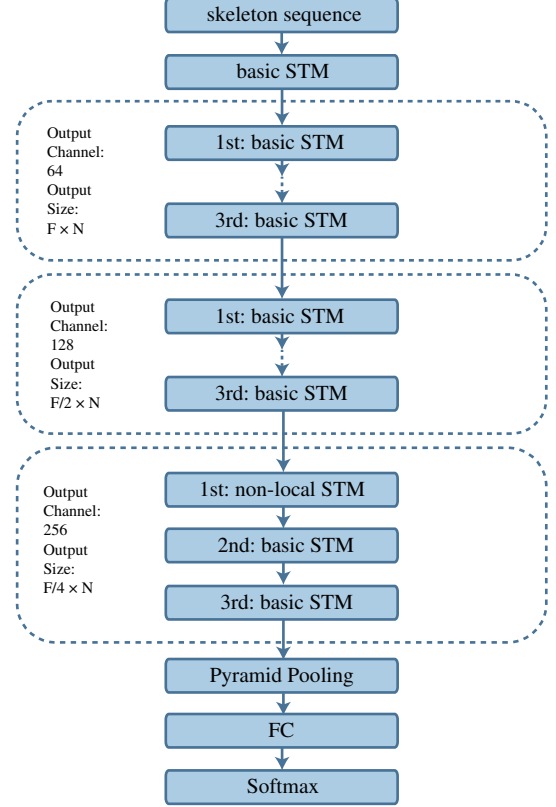 skeleton sequence
basic STM
Output
Channel:
64
Output
Size:
F × N
1st: basic STM
3rd: basic STM
Output
Channel:
128
Output
Size:
F/2 × N
1st: basic STM
3rd: basic STM
Output
Channel:
256
Output
Size:
F/4 × N
1st: non-local STM
2nd: basic STM
3rd: basic STM
Pyramid Pooling
FC
Softmax